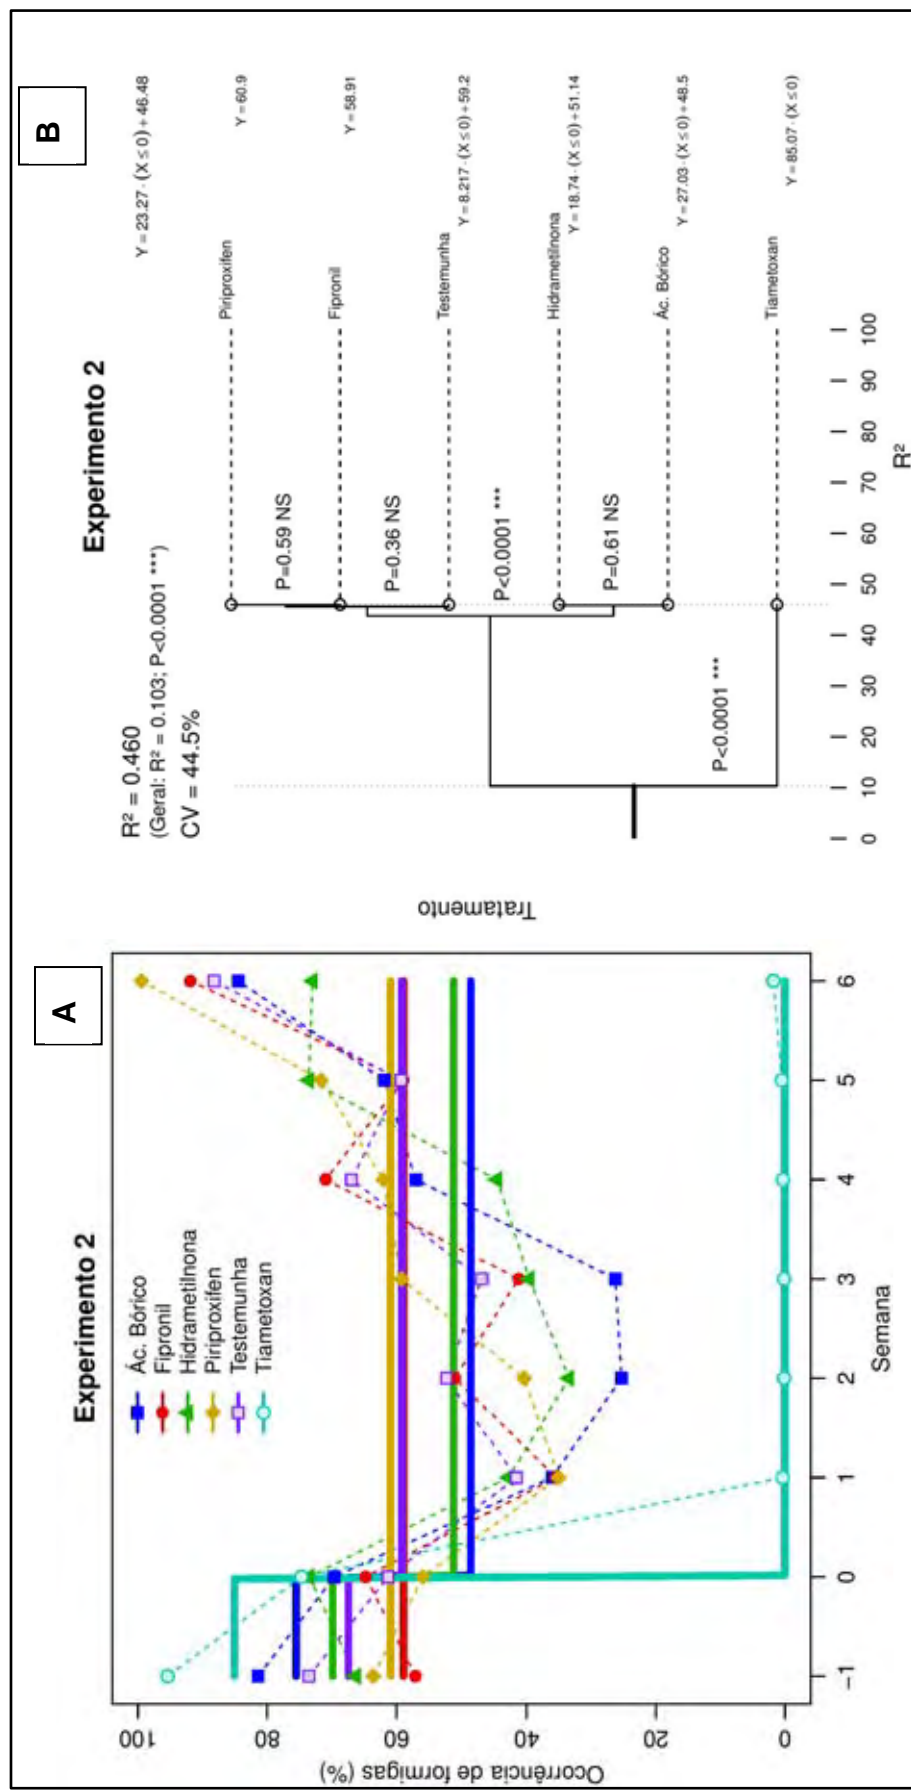 A
Experimento 2
Ác. Bórico
Fipronil
Hidrametilnona
Piriproxifen
Testemunha
Tiametoxan
Ocorrência de formigas (%)
100
80
60
40
20
0
−1
0
1
2
3
4
5
6
Semana
B
Experimento 2
R² = 0.460
(Geral: R² = 0.103; P<0.0001 ***)
CV = 44.5%
Tratamento
Y = 23.27 · (X ≤ 0) + 46.48
Piriproxifen
Y = 60.9
P=0.59 NS
Fipronil
Y = 58.91
P=0.36 NS
Testemunha
Y = 8.217 · (X ≤ 0) + 59.2
P<0.0001 ***
Hidrametilnona
Y = 18.74 · (X ≤ 0) + 51.14
P=0.61 NS
Ác. Bórico
Y = 27.03 · (X ≤ 0) + 48.5
P<0.0001 ***
Tiametoxan
Y = 85.07 · (X ≤ 0)
0
10
20
30
40
50
60
70
80
90
100
R²